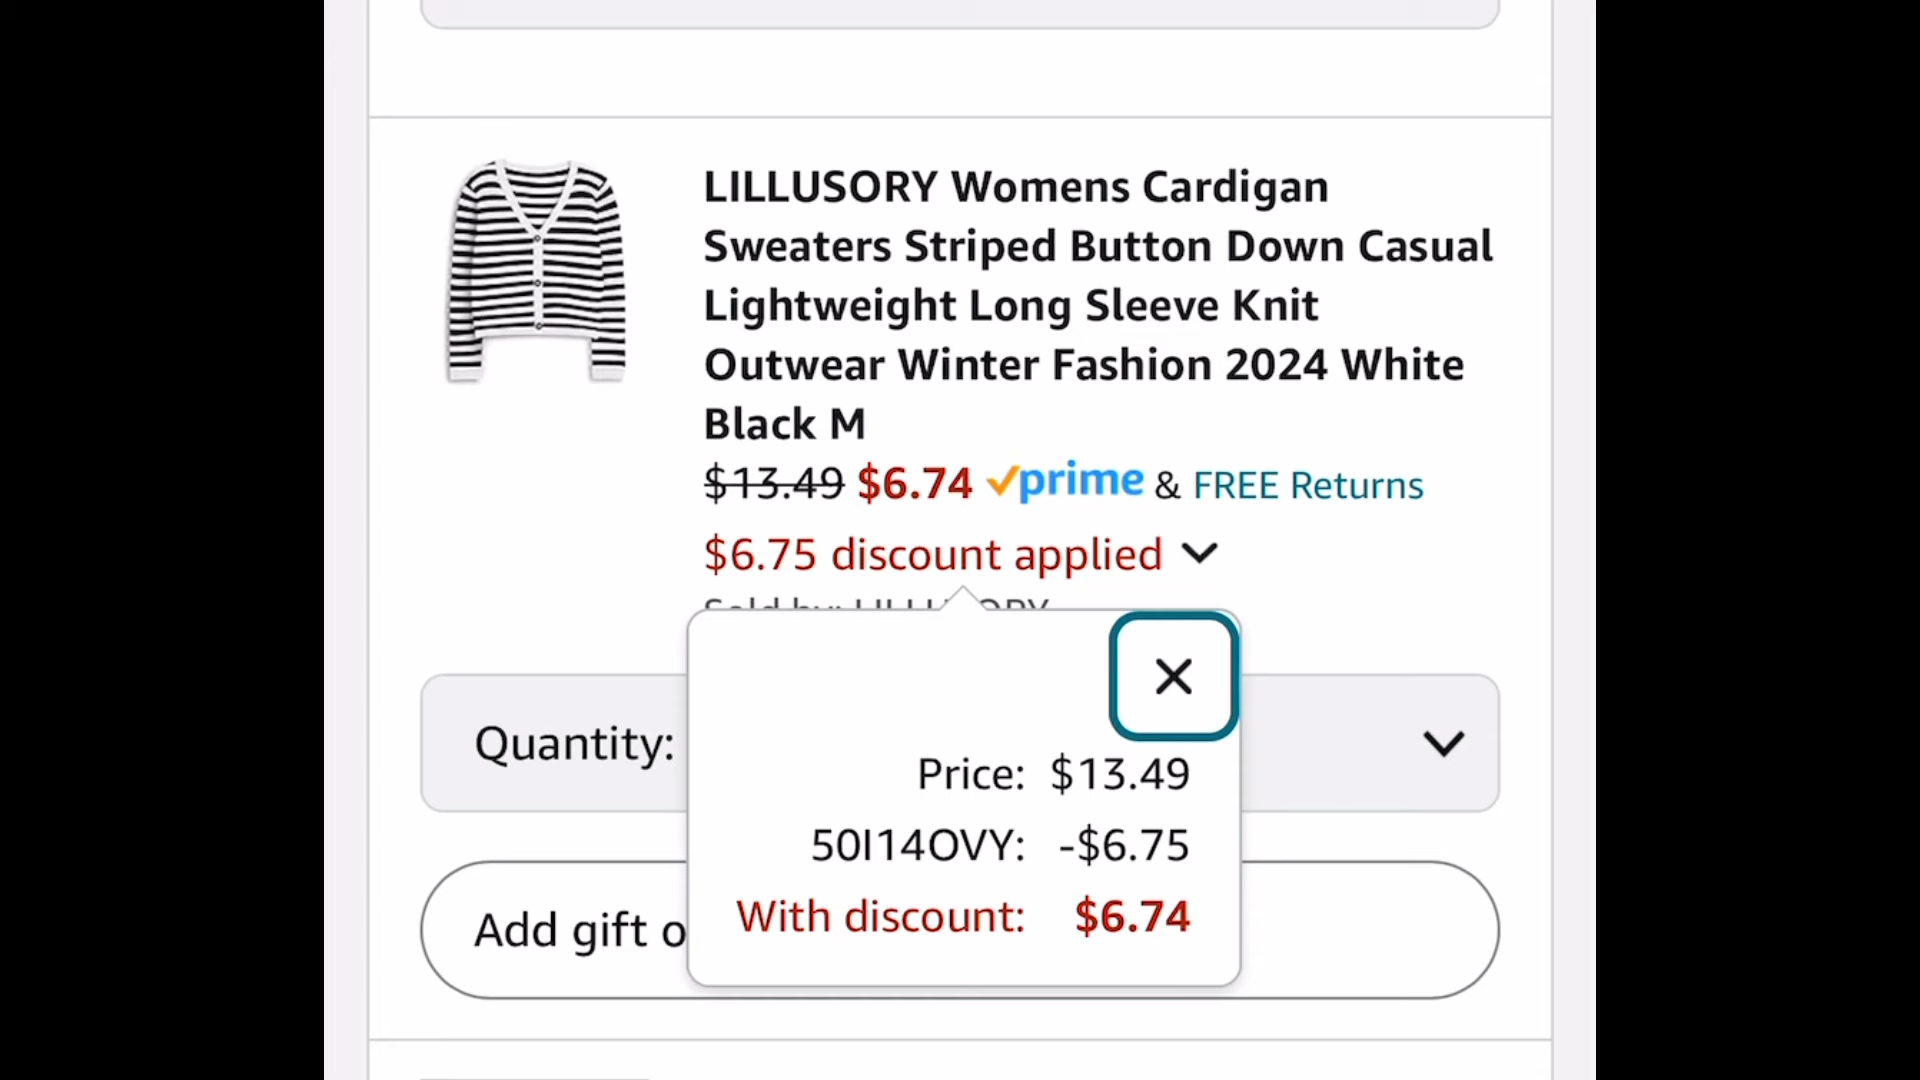 LILLUSORY Womens Cardigan
Sweaters Striped Button Down Casual
Lightweight Long Sleeve Knit
Outwear Winter Fashion 2024 White
Black M
$13.49 $6.74 prime & FREE Returns
$6.75 discount applied
Sold by:
Quantity:
Price: $13.49
50I14OVY: -$6.75
With discount: $6.74
Add gift o